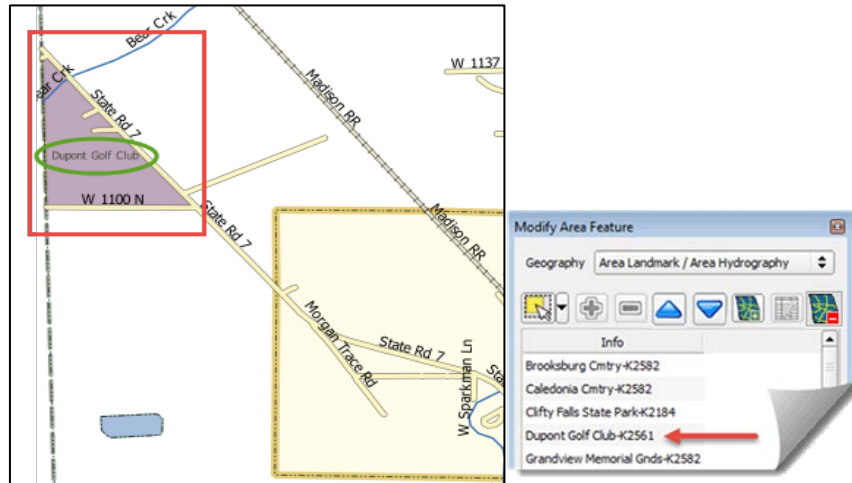 Bear Crk
ear Crk
State Rd 7
Dupont Golf Club
W 1100 N
Madison RR
W 1137
State Rd 7
Madison RR
Morgan Trace Rd
State Rd 7
W Sparkman Ln
Sta
Modify Area Feature
Geography Area Landmark / Area Hydrography
Info
Brooksburg Cmtry-K2582
Caledonia Cmtry-K2582
Clifty Falls State Park-K2184
Dupont Golf Club-K2561
Grandview Memorial Gnds-K2582